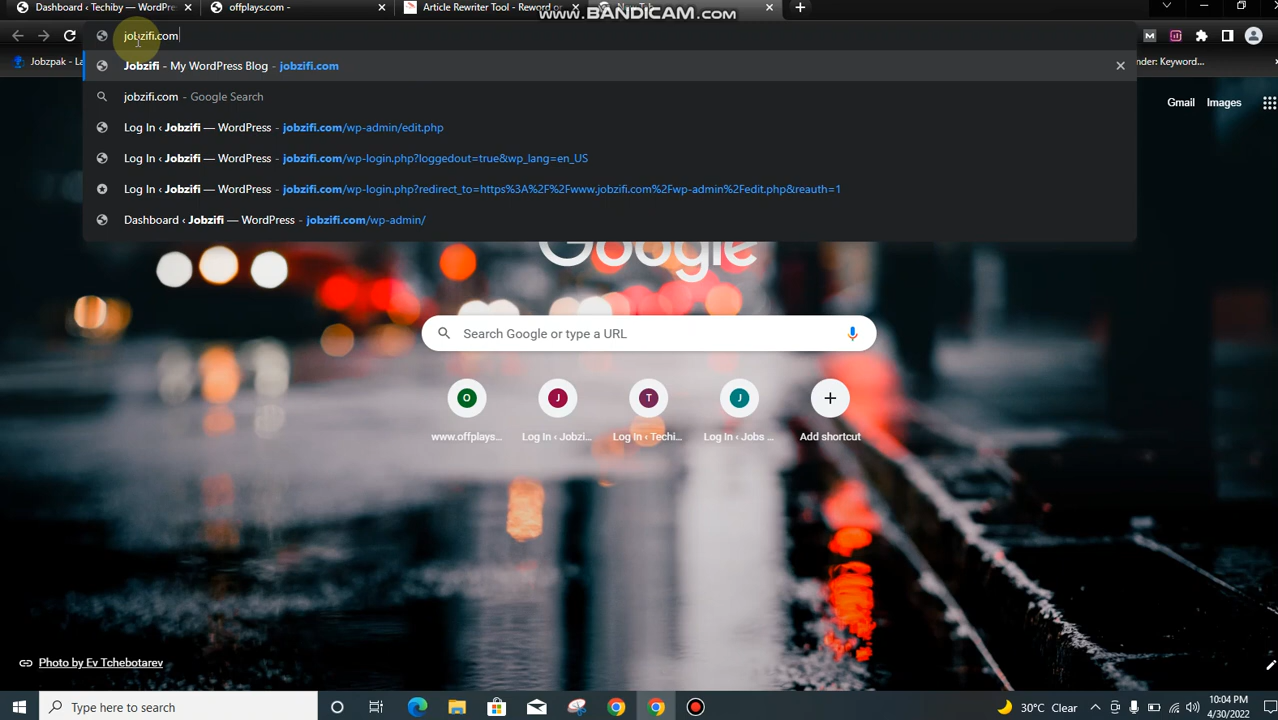 Dashboard ‹ Techiby — WordPress
offplays.com -
Article Rewriter Tool - Reword or
WWW.BANDICAM.COM
jobzifi.com
Jobzpak - La
nder: Keyword...
Jobzifi - My WordPress Blog - jobzifi.com
jobzifi.com - Google Search
Log In ‹ Jobzifi — WordPress - jobzifi.com/wp-admin/edit.php
Log In ‹ Jobzifi — WordPress - jobzifi.com/wp-login.php?loggedout=true&wp_lang=en_US
Log In ‹ Jobzifi — WordPress - jobzifi.com/wp-login.php?redirect_to=https%3A%2F%2Fwww.jobzifi.com%2Fwp-admin%2Fedit.php&reauth=1
Dashboard ‹ Jobzifi — WordPress - jobzifi.com/wp-admin/
Gmail Images
Google
Search Google or type a URL
O J T J
www.offplays... Log In ‹ Jobzi... Log In ‹ Techi... Log In ‹ Jobs ... Add shortcut
Photo by Ev Tchebotarev
Type here to search
30°C Clear
10:04 PM
4/30/2022